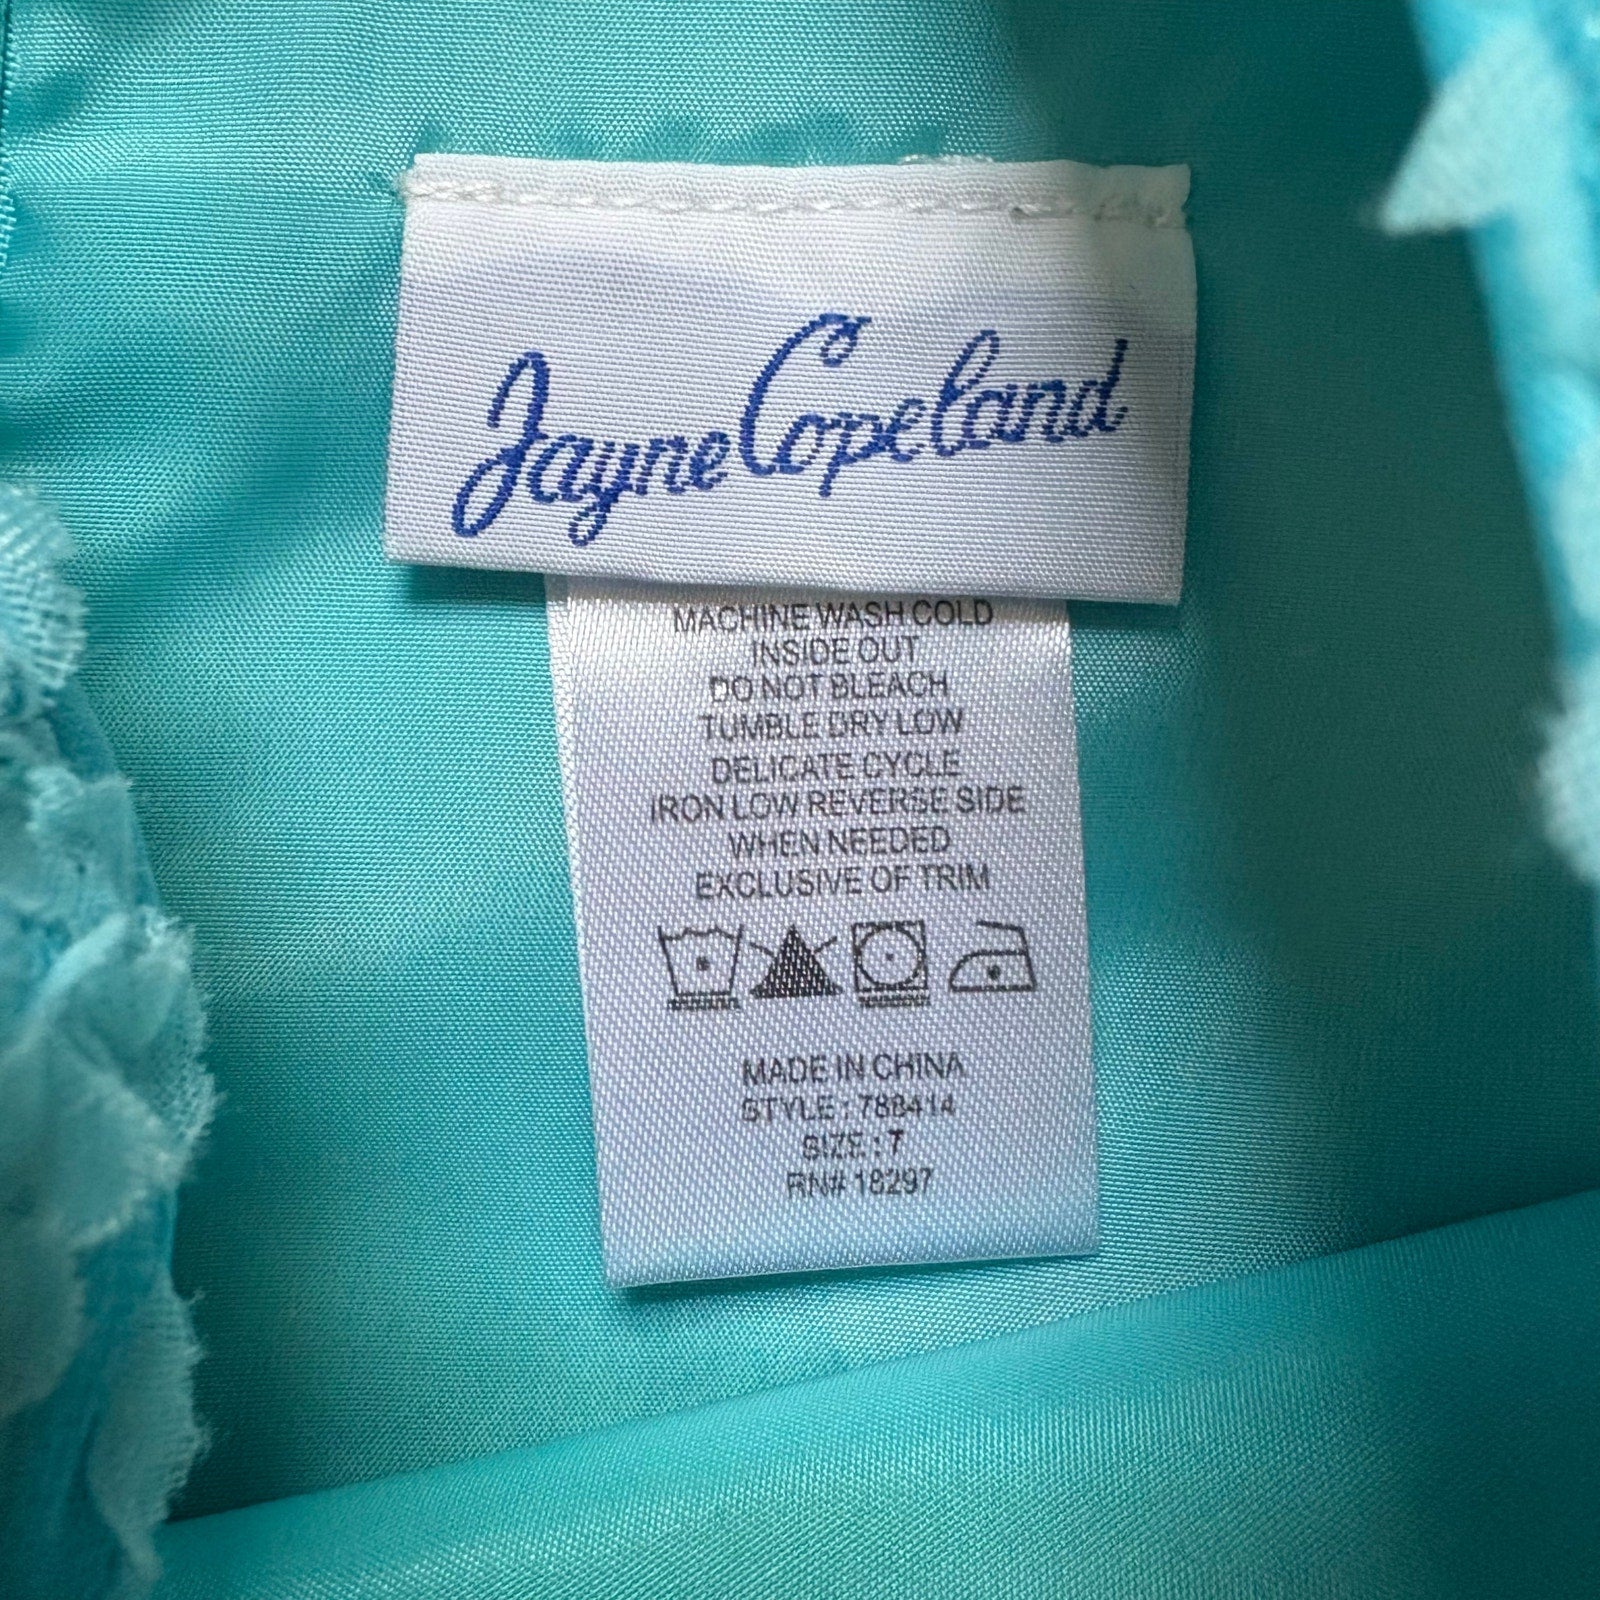 Jayne Copeland
MACHINE WASH COLD
INSIDE OUT
DO NOT BLEACH
TUMBLE DRY LOW
DELICATE CYCLE
IRON LOW REVERSE SIDE
WHEN NEEDED
EXCLUSIVE OF TRIM
MADE IN CHINA
STYLE : 788414
SIZE : 7
RN# 18297